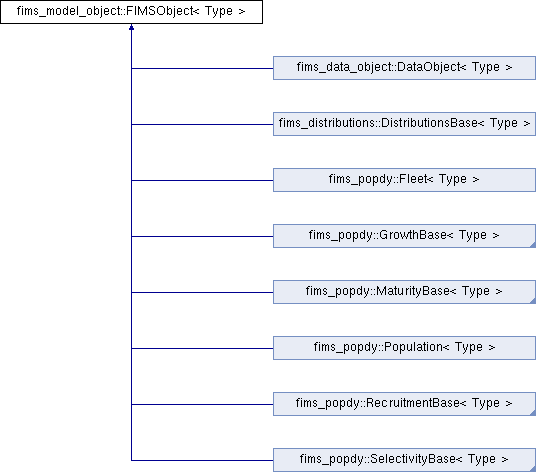 fims_model_object::FIMSObject< Type >
fims_data_object::DataObject< Type >
fims_distributions::DistributionsBase< Type >
fims_popdy::Fleet< Type >
fims_popdy::GrowthBase< Type >
fims_popdy::MaturityBase< Type >
fims_popdy::Population< Type >
fims_popdy::RecruitmentBase< Type >
fims_popdy::SelectivityBase< Type >